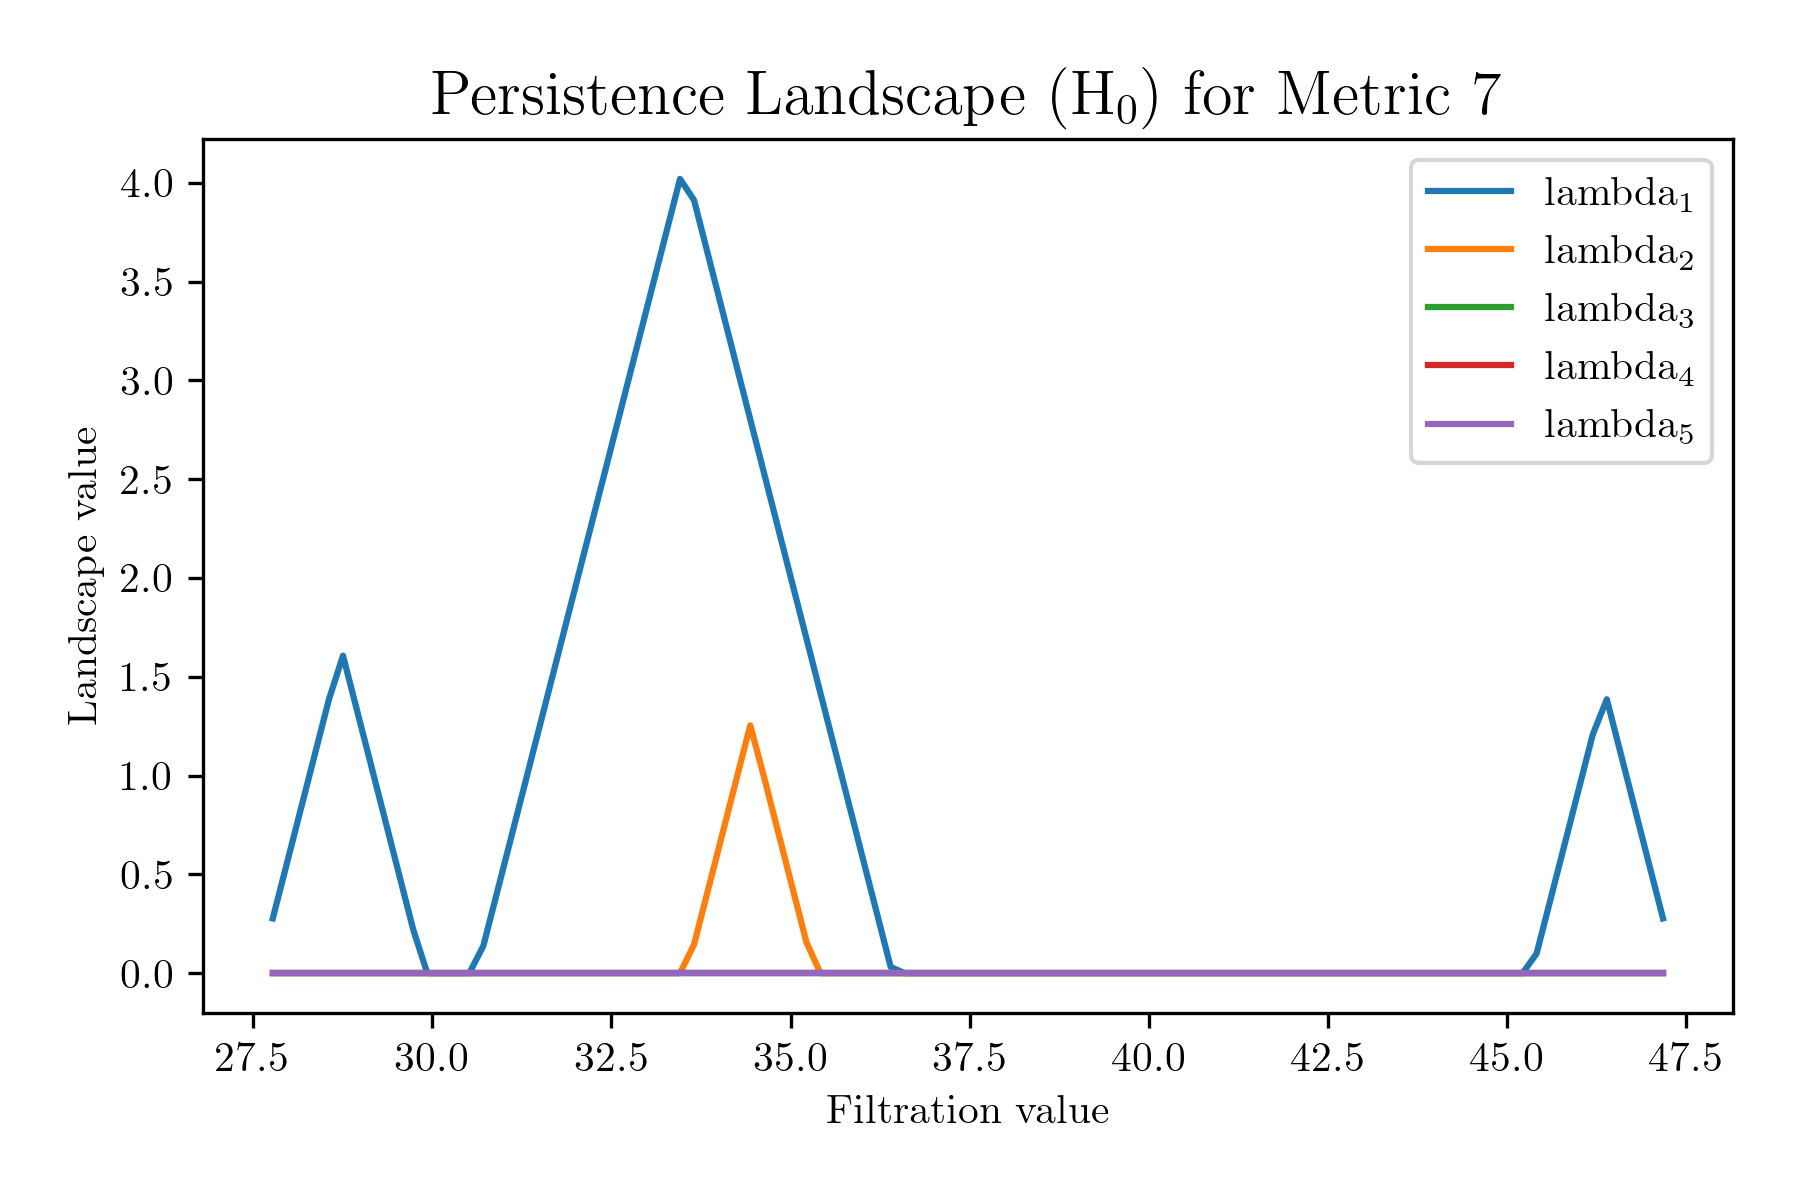 Persistence Landscape (H₀) for Metric 7
4.0
3.5
3.0
2.5
2.0
1.5
1.0
0.5
0.0
Landscape value
lambda₁
lambda₂
lambda₃
lambda₄
lambda₅
27.5 30.0 32.5 35.0 37.5 40.0 42.5 45.0 47.5
Filtration value